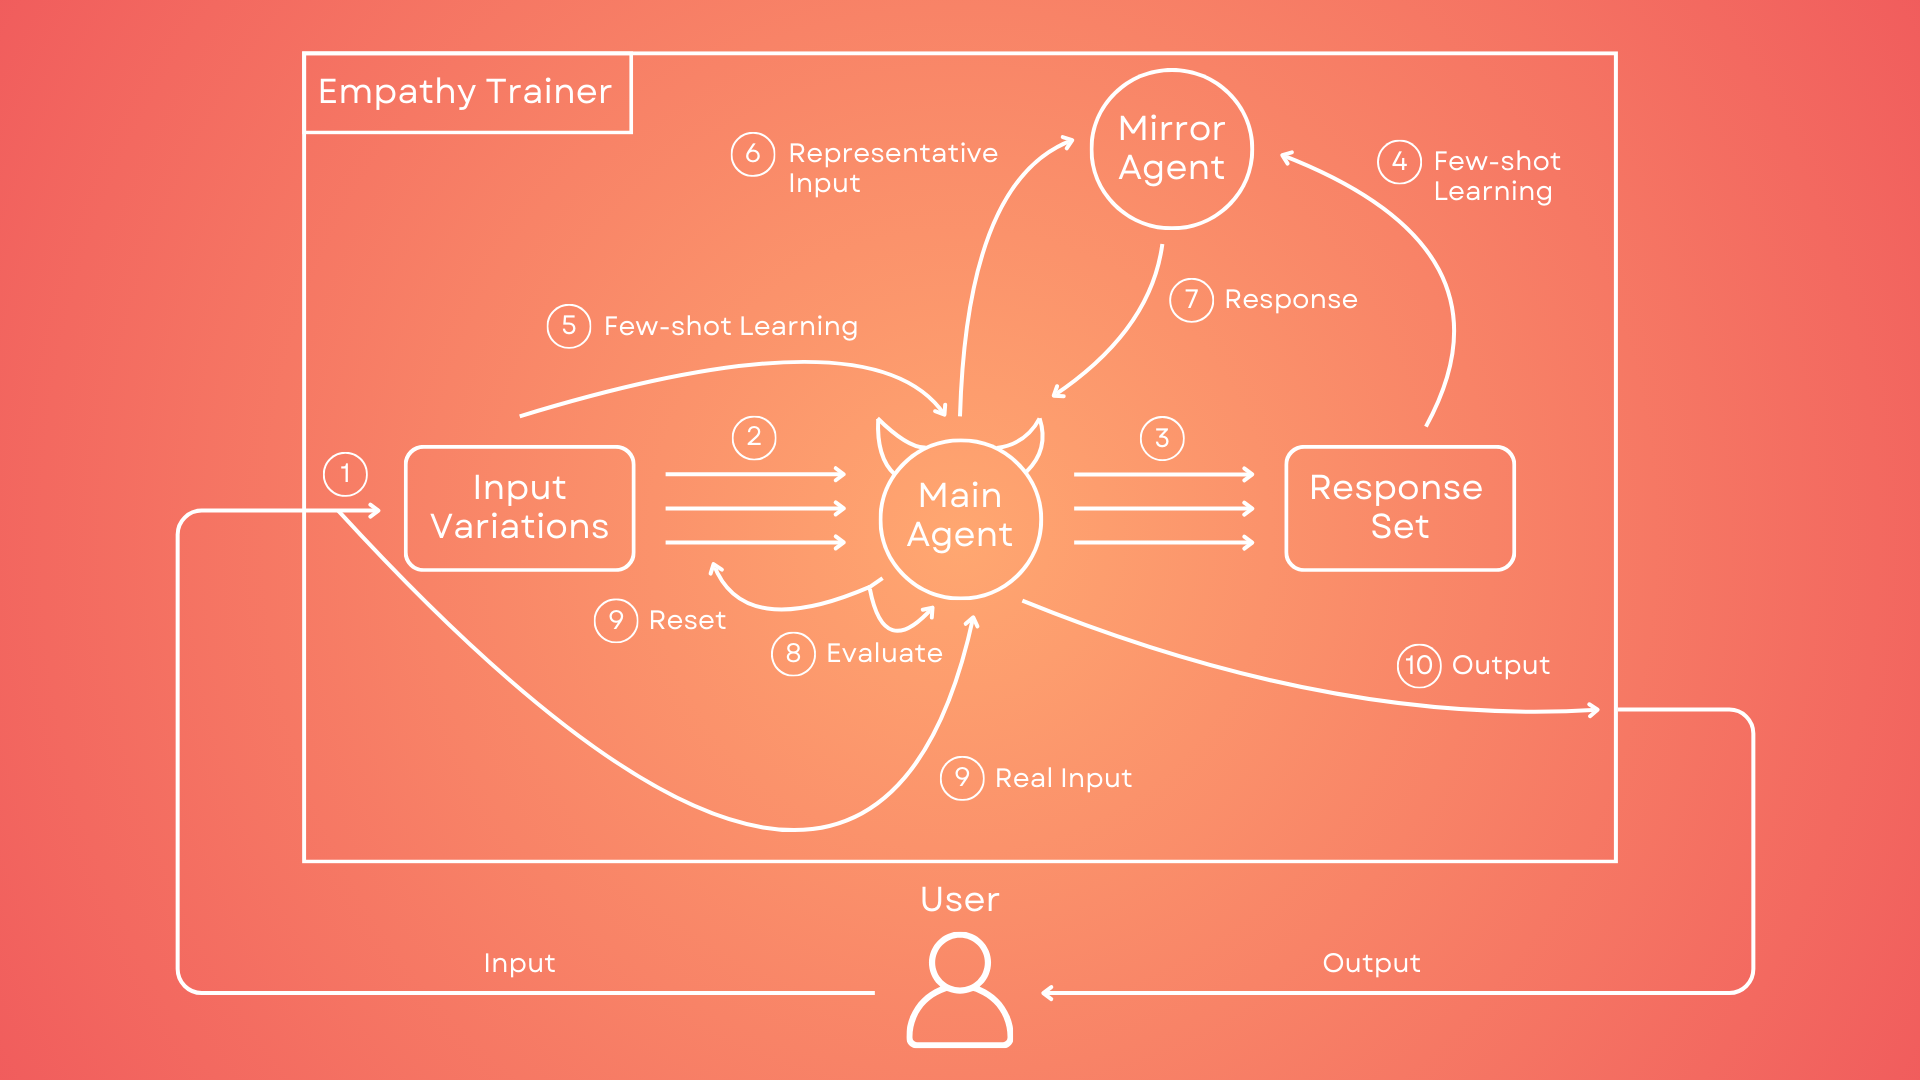 Empathy Trainer
Mirror
Agent
6 Representative
Input
4 Few-shot
Learning
7 Response
5 Few-shot Learning
2
3
1
Input
Variations
Main
Agent
Response
Set
9 Reset
8 Evaluate
10 Output
9 Real Input
User
Input
Output